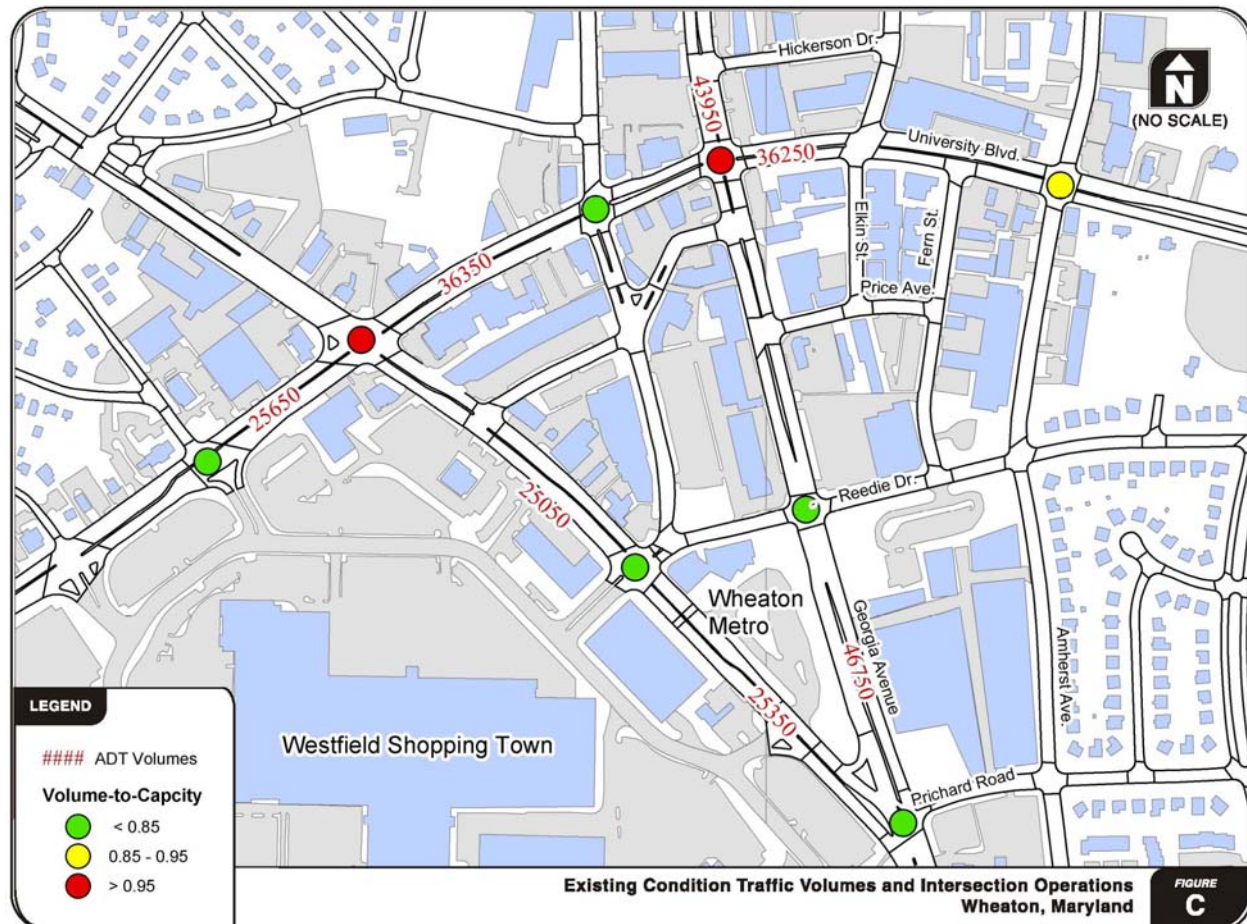 Hickerson Dr.
N
(NO SCALE)
43950
36250
University Blvd.
Elkin St.
Fern St.
Price Ave.
36350
25650
25050
Reedie Dr.
Wheaton
Metro
Georgia Avenue
46750
Amherst Ave.
25350
Prichard Road
Westfield Shopping Town
LEGEND
#### ADT Volumes
Volume-to-Capcity
< 0.85
0.85 - 0.95
> 0.95
Existing Condition Traffic Volumes and Intersection Operations
Wheaton, Maryland
FIGURE
C